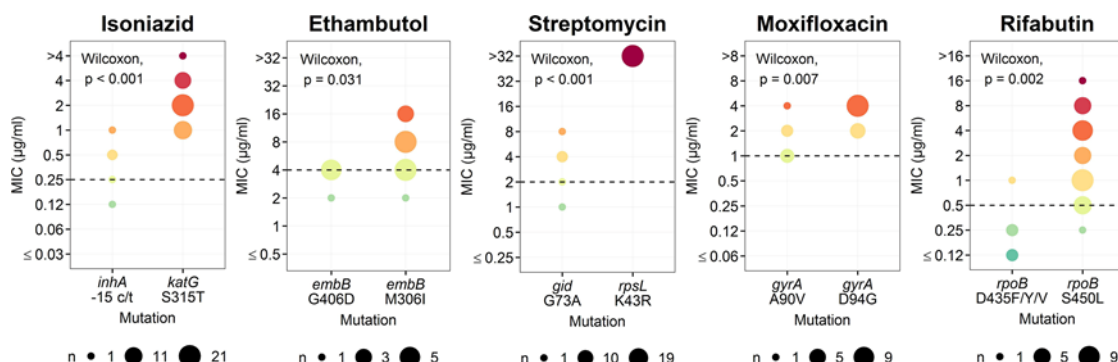 Isoniazid
Wilcoxon,
p < 0.001
MIC (µg/ml)
>4
4
2
1
0.5
0.25
0.12
0.06
≤ 0.03
inhA
-15 c/t
katG
S315T
Mutation
n 1 11 21
Ethambutol
Wilcoxon,
p = 0.031
MIC (µg/ml)
>32
32
16
8
4
2
1
≤ 0.5
embB
G406D
embB
M306I
Mutation
n 1 3 5
Streptomycin
Wilcoxon,
p < 0.001
MIC (µg/ml)
>32
32
16
8
4
2
1
0.5
≤ 0.25
gid
G73A
rpsL
K43R
Mutation
n 1 10 19
Moxifloxacin
Wilcoxon,
p = 0.007
MIC (µg/ml)
>8
8
4
2
1
0.5
0.25
0.12
≤ 0.06
gyrA
A90V
gyrA
D94G
Mutation
n 1 5 9
Rifabutin
Wilcoxon,
p = 0.002
MIC (µg/ml)
>16
16
8
4
2
1
0.5
0.25
≤ 0.12
rpoB
D435F/Y/V
rpoB
S450L
Mutation
n 1 5 9